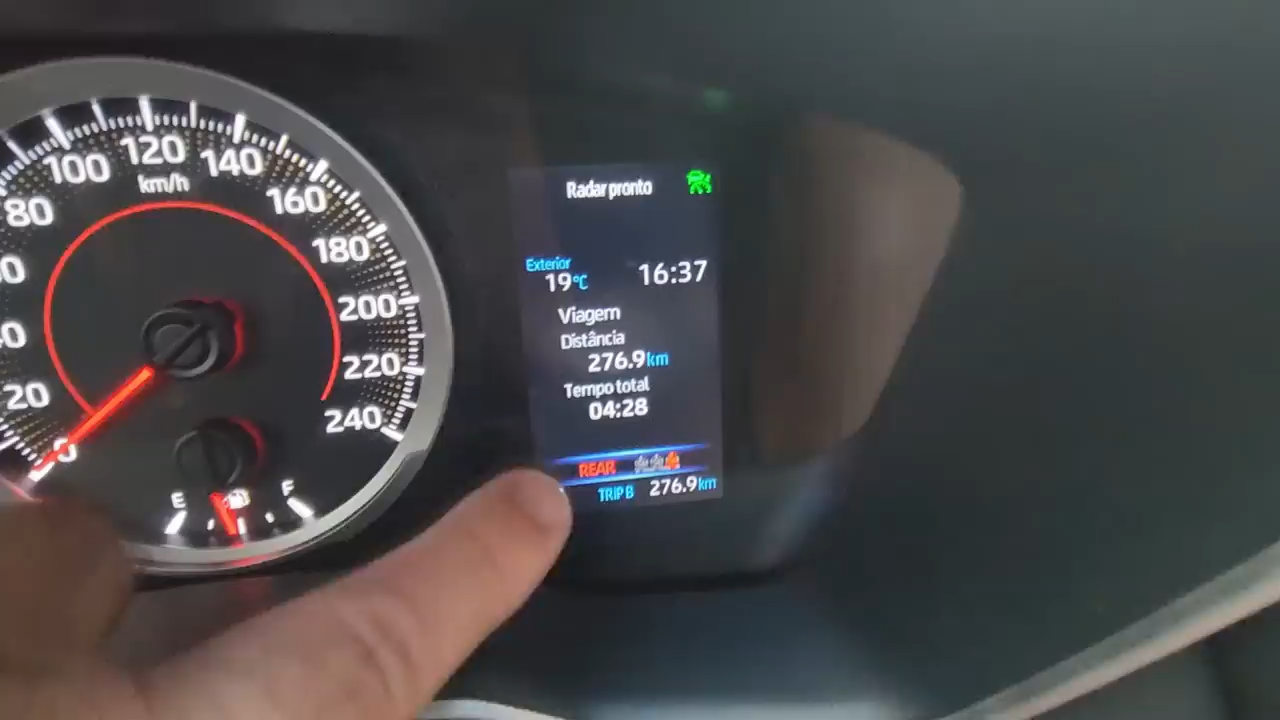 80
100
120
140
160
180
200
220
240
km/h
20
0
E
F
Radar pronto
Exterior
19°C
16:37
Viagem
Distância
276.9km
Tempo total
04:28
REAR
TRIP B 276.9km